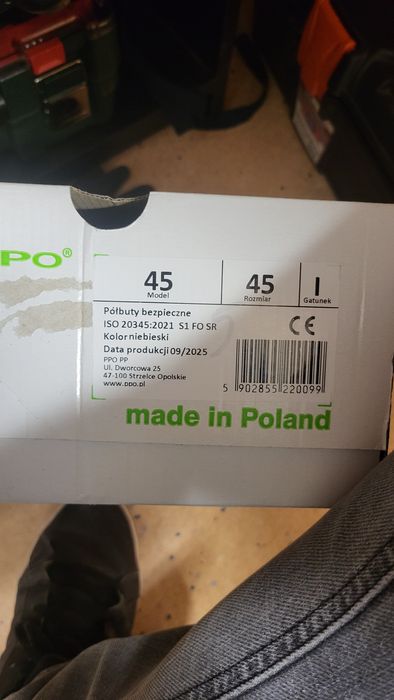 PPO®
45 45 I
Model Rozmiar Gatunek
Półbuty bezpieczne
ISO 20345:2021 S1 FO SR
CE
Kolor niebieski
Data produkcji 09/2025
PPO PP
Ul. Dworcowa 25
47-100 Strzelce Opolskie
www.ppo.pl
5 902855 220099
made in Poland